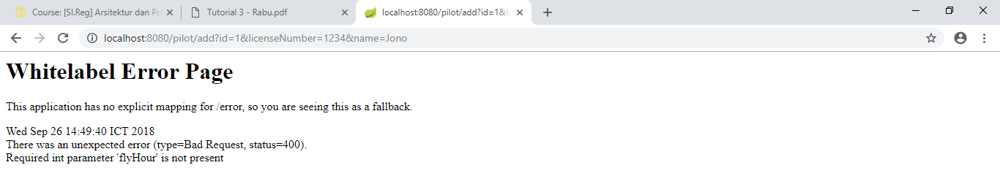 Course: [SI.Reg] Arsitektur dan Pe
Tutorial 3 - Rabu.pdf
localhost:8080/pilot/add?id=1&li
localhost:8080/pilot/add?id=1&licenseNumber=1234&name=Jono
Whitelabel Error Page
This application has no explicit mapping for /error, so you are seeing this as a fallback.
Wed Sep 26 14:49:40 ICT 2018
There was an unexpected error (type=Bad Request, status=400).
Required int parameter 'flyHour' is not present